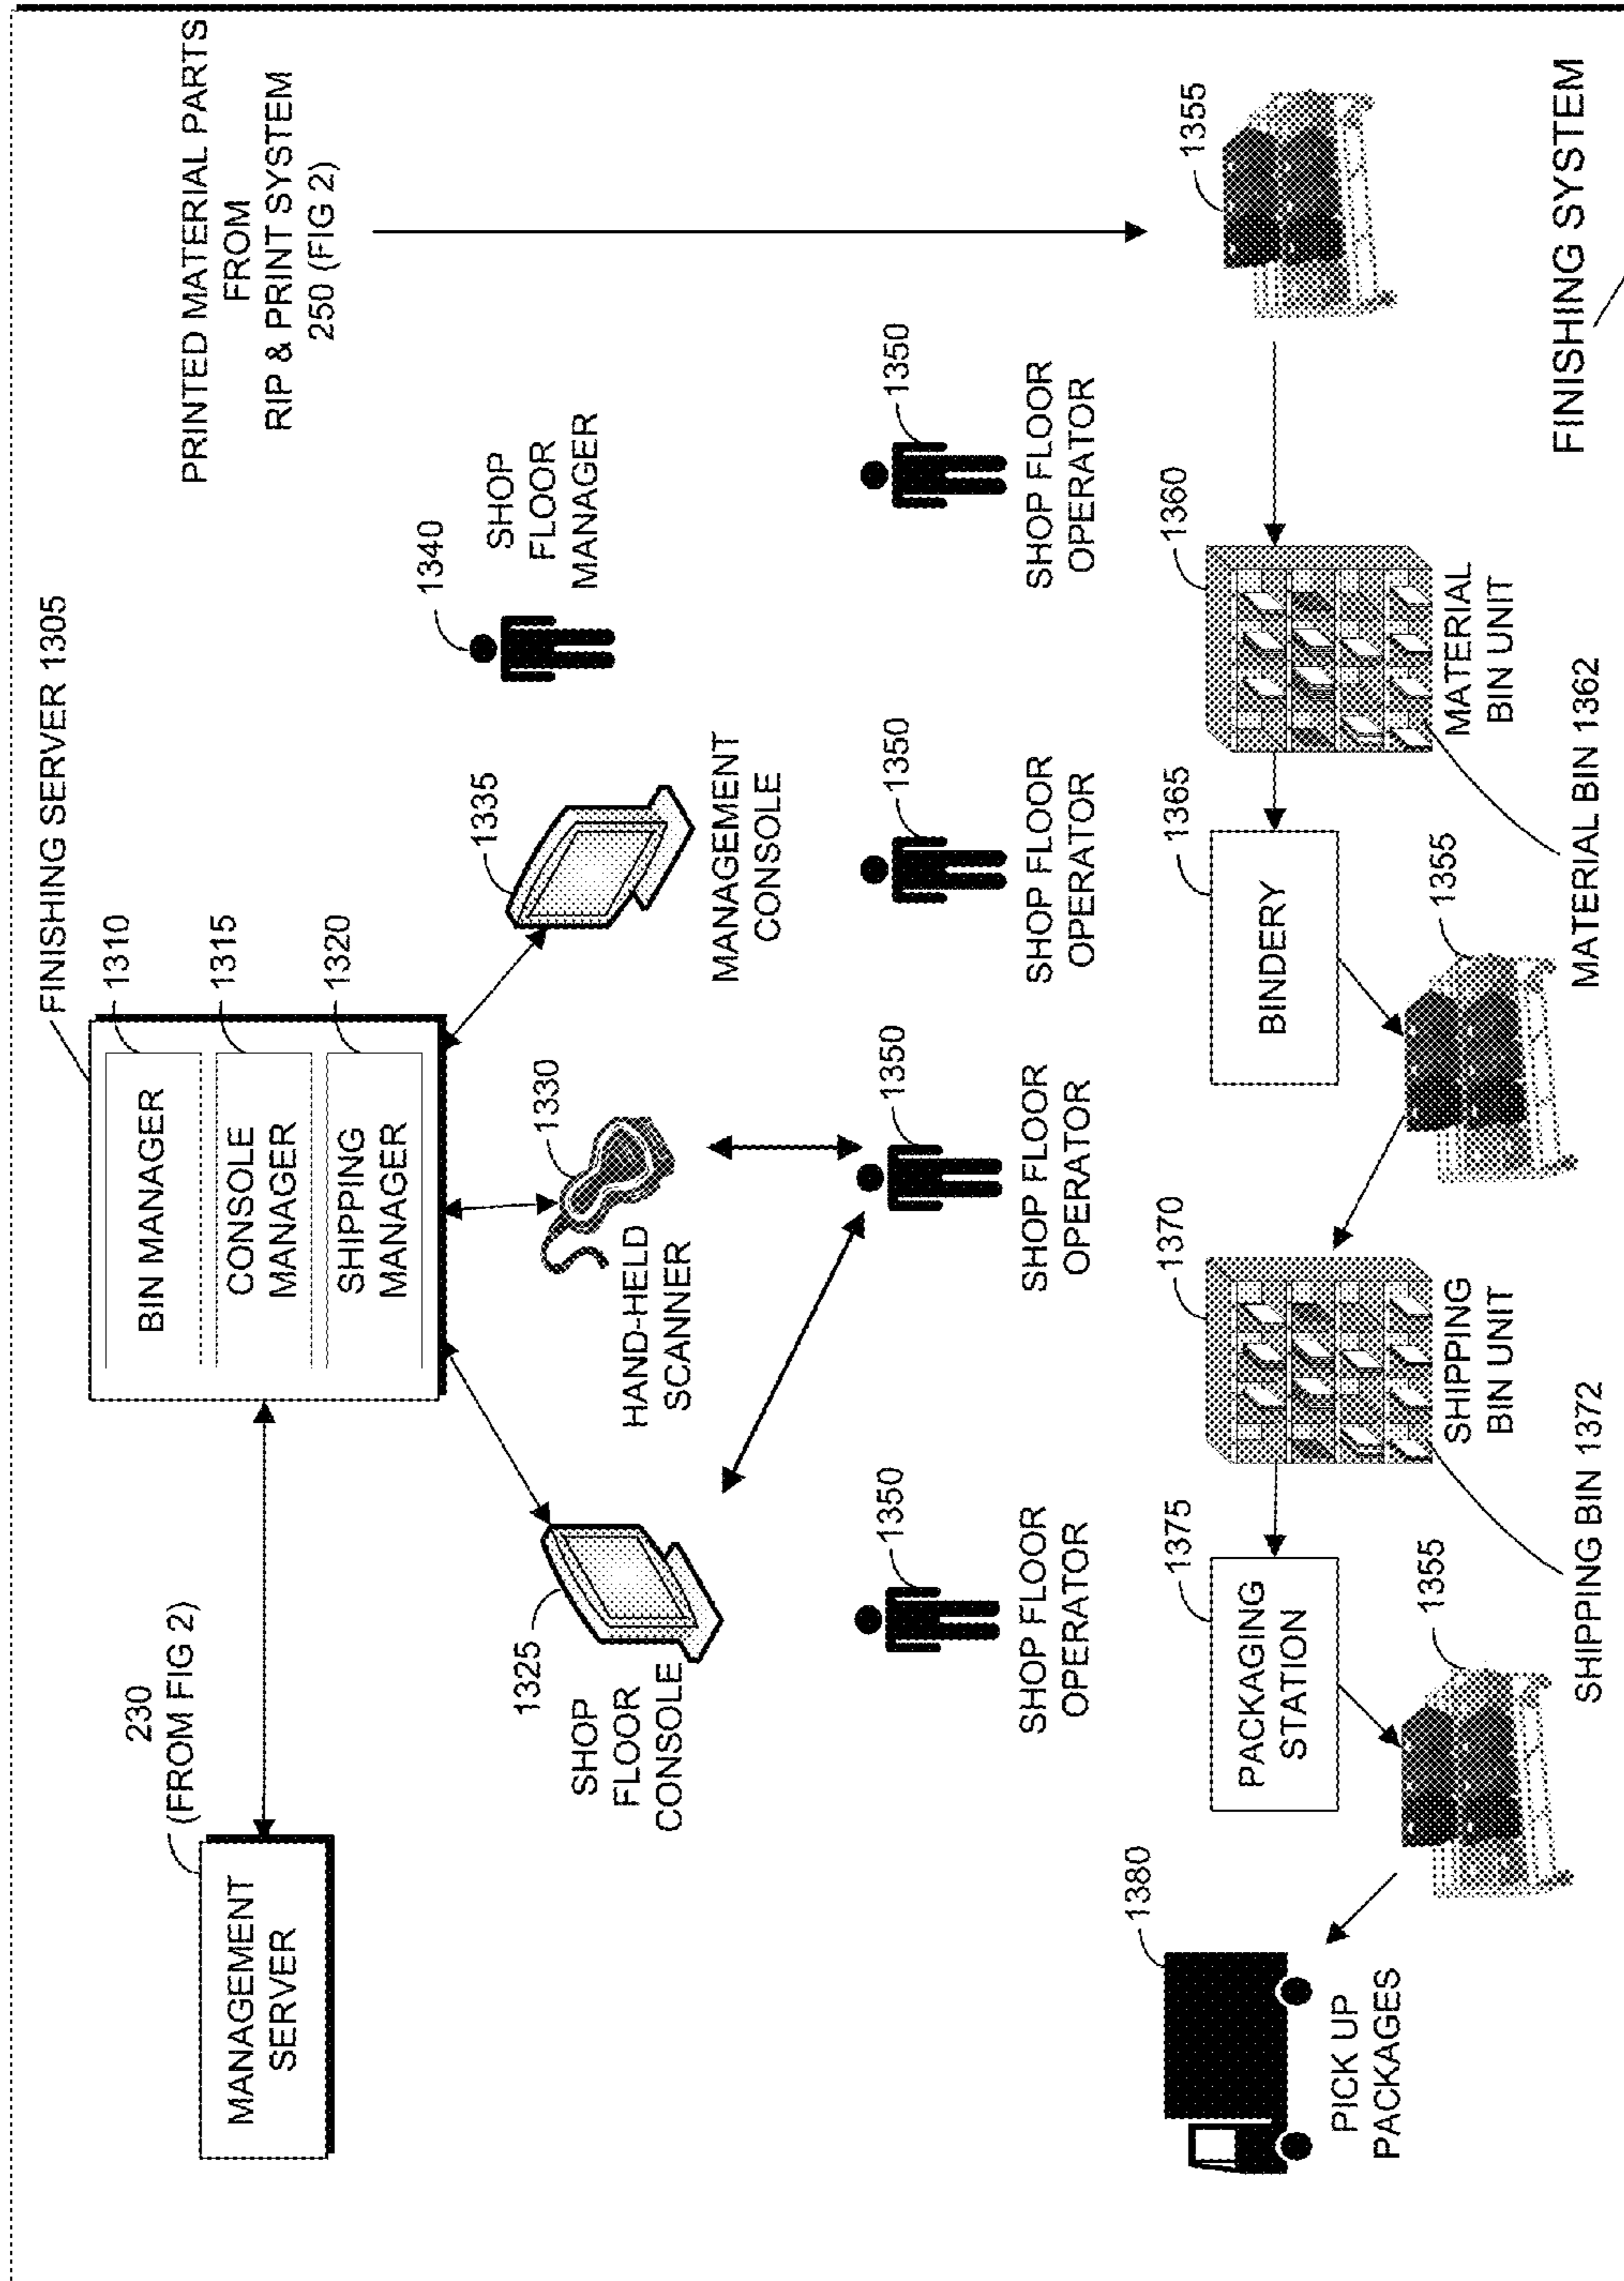 PRINTED MATERIAL PARTS
FROM
RIP & PRINT SYSTEM
250 (FIG 2)
FINISHING SERVER 1305
230
(FROM FIG 2)
MANAGEMENT
SERVER
BIN MANAGER
1310
CONSOLE
MANAGER
1315
SHIPPING
MANAGER
1320
1325
SHOP
FLOOR
CONSOLE
1330
HAND-HELD
SCANNER
1335
MANAGEMENT
CONSOLE
1340
SHOP
FLOOR
MANAGER
1350
SHOP FLOOR
OPERATOR
1350
SHOP FLOOR
OPERATOR
1350
SHOP FLOOR
OPERATOR
1350
SHOP FLOOR
OPERATOR
1355
1360
MATERIAL
BIN UNIT
MATERIAL BIN 1362
1365
BINDERY
1355
1370
SHIPPING
BIN UNIT
SHIPPING BIN 1372
1375
PACKAGING
STATION
1355
1380
PICK UP
PACKAGES
FINISHING SYSTEM